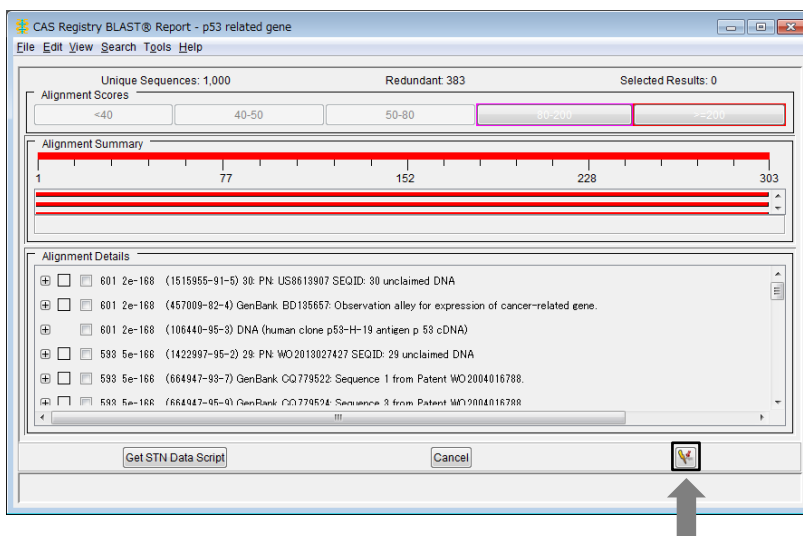 CAS Registry BLAST® Report - p53 related gene
File Edit View Search Tools Help
Unique Sequences: 1,000 Redundant: 383 Selected Results: 0
Alignment Scores
<40 40-50 50-80 80-200 >=200
Alignment Summary
1 77 152 228 303
Alignment Details
601 2e-168 (1515955-91-5) 30: PN: US8613907 SEQID: 30 unclaimed DNA
601 2e-168 (457009-82-4) GenBank BD135657: Observation alley for expression of cancer-related gene.
601 2e-168 (106440-95-3) DNA (human clone p53-H-19 antigen p 53 cDNA)
593 5e-166 (1422997-95-2) 29: PN: WO2013027427 SEQID: 29 unclaimed DNA
593 5e-166 (664947-93-7) GenBank CQ779522: Sequence 1 from Patent WO2004016788.
593 5e-166 (664947-95-9) GenBank CQ779524: Sequence 3 from Patent WO2004016788
Get STN Data Script Cancel